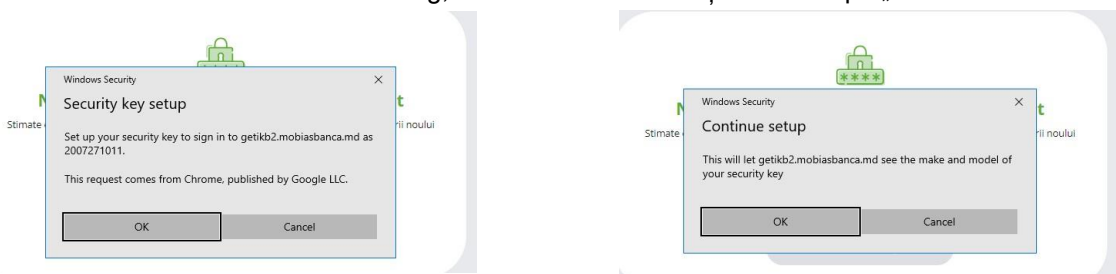 Windows Security
Security key setup
Stimate
Set up your security key to sign in to getikb2.mobiasbanca.md as
2007271011.
This request comes from Chrome, published by Google LLC.
OK Cancel
rii noului
****
Windows Security
Continue setup
Stimate
This will let getikb2.mobiasbanca.md see the make and model of
your security key
OK Cancel
rii noului